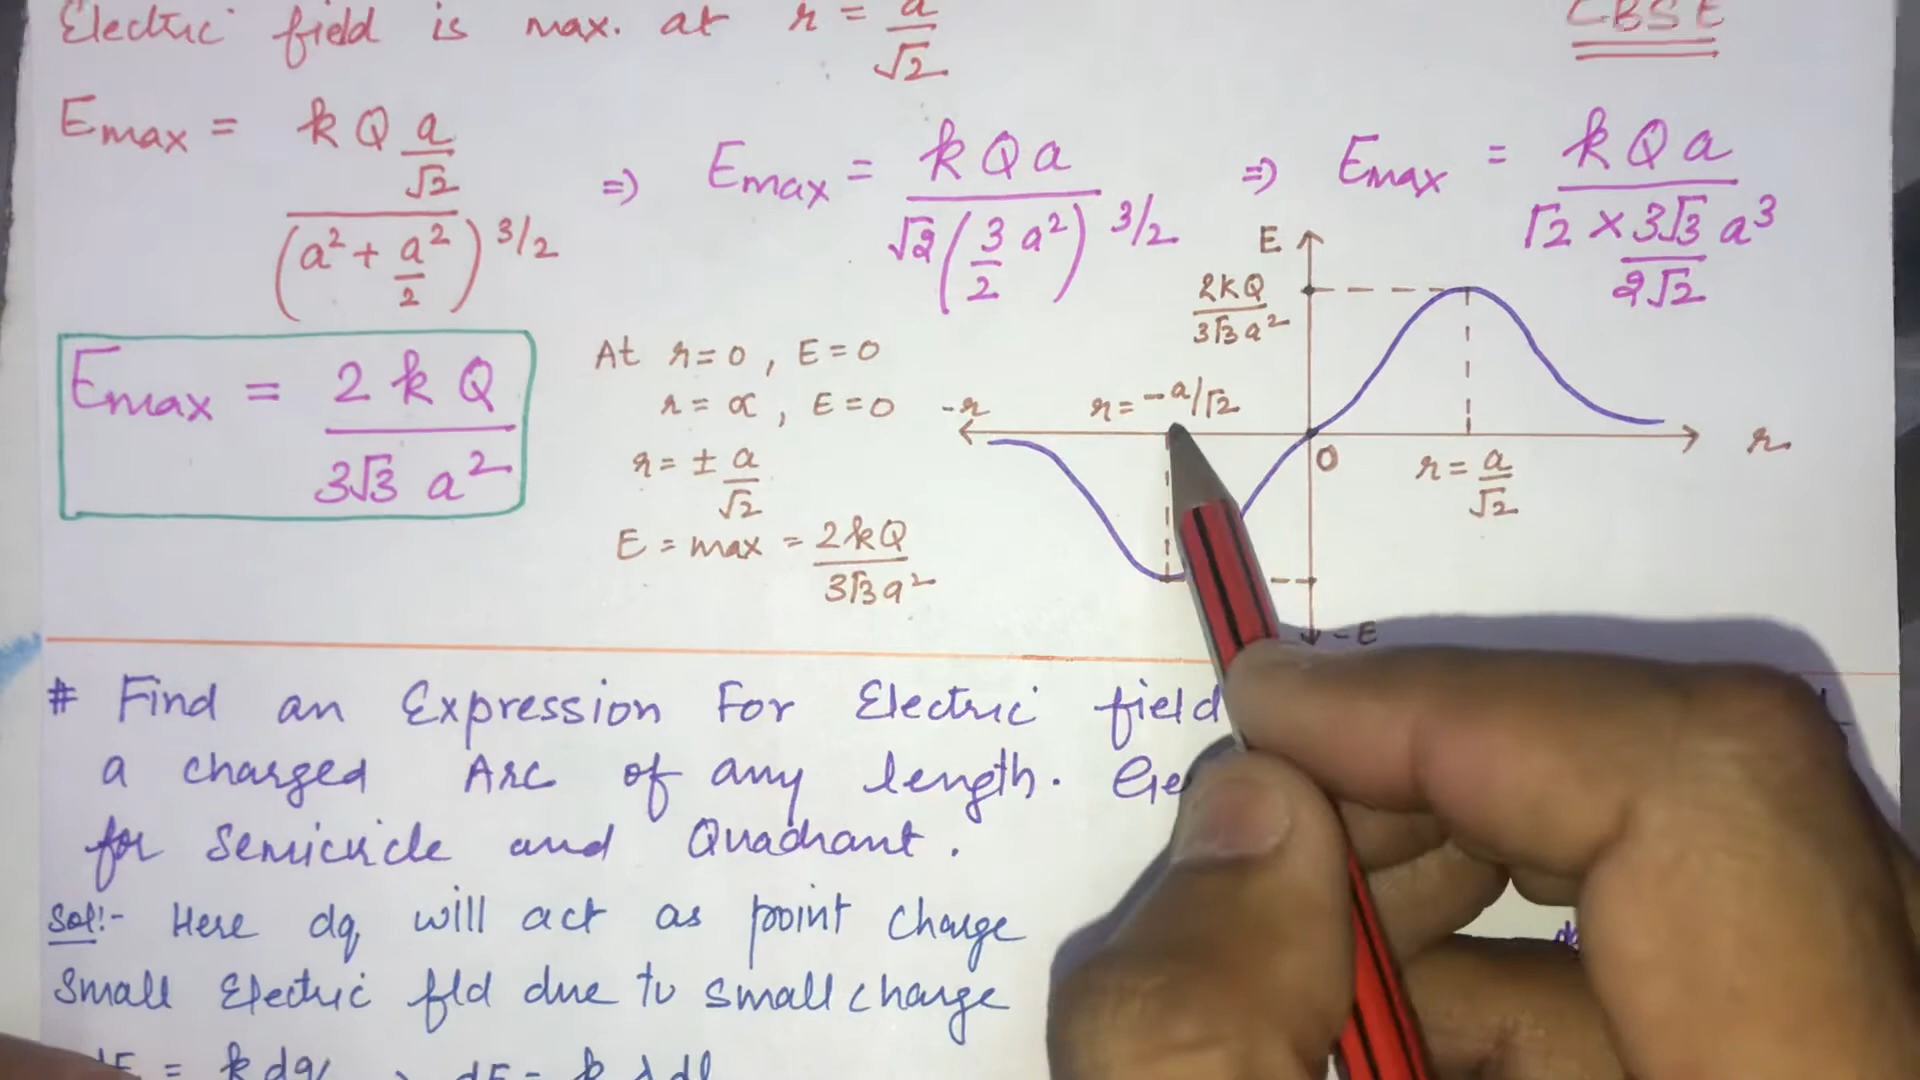 Electric field is max. at r = a/√2
CBSE
Emax = kQ a/√2 / (a² + a²/2)^3/2 ⇒ Emax = kQa / √2 (3/2 a²)^3/2 ⇒ Emax = kQa / √2 × 3√3/2√2 a³
Emax = 2kQ / 3√3 a²
At r=0, E=0
r = ∝, E=0
r = ± a/√2
E = max = 2kQ / 3√3a²
E
2kQ / 3√3a²
-r
r = -a/√2
O
r = a/√2
r
-E
# Find an Expression For Electric field
a charged Arc of any length.
for Semicircle and Quadrant.
Sol:- Here dq will act as point charge
Small Electric fld due to small charge
dE = k dq
dE = k λdl